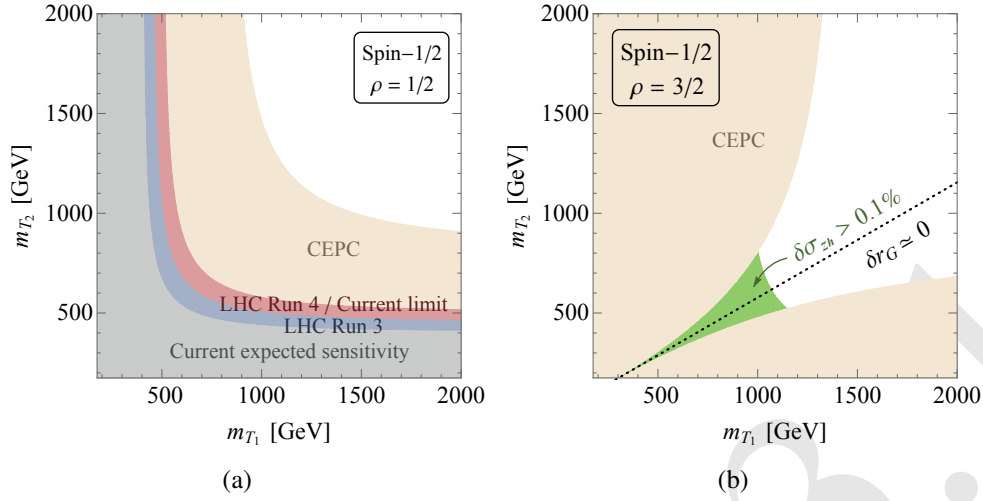 2000
1500
1000
500
m_{T_2} [GeV]
Spin−1/2
ρ = 1/2
CEPC
LHC Run 4 / Current limit
LHC Run 3
Current expected sensitivity
500
1000
1500
2000
m_{T_1} [GeV]
(a)
2000
1500
1000
500
m_{T_2} [GeV]
Spin−1/2
ρ = 3/2
CEPC
δσ_{zh} > 0.1%
δr_G ≃ 0
500
1000
1500
2000
m_{T_1} [GeV]
(b)